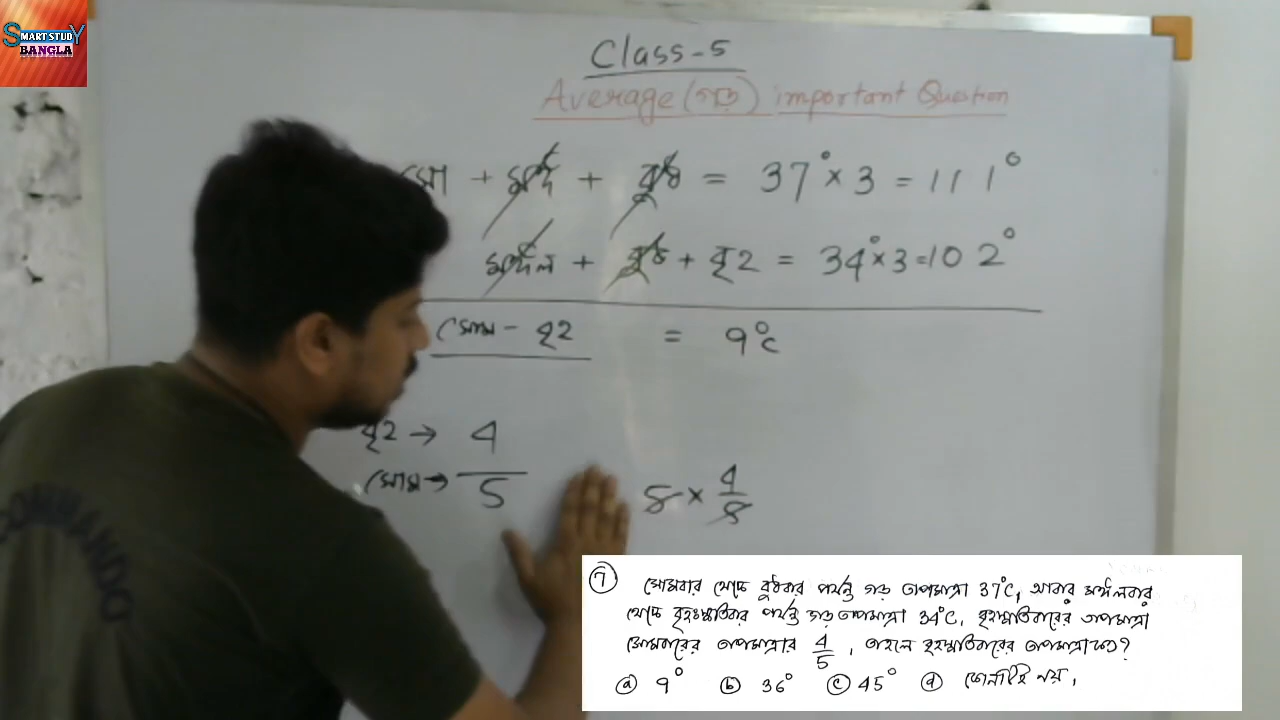 SMART STUDY
BANGLA
Class-5
Average (গড়) important Question
সো + মঙ্গ + বুধ = 37° × 3 = 111°
মঙ্গল + বুধ + বৃহ = 34° × 3 = 102°
সোম - বৃহ = 9°c
বৃহ → 4
সোম → 5
5 × 4/5
COMMANDO
7 সোমবার থেকে বুধবার পর্যন্ত গড় তাপমাত্রা 37°C, আবার মঙ্গলবার
থেকে বৃহঃস্পতিবার পর্যন্ত গড় তাপমাত্রা 34°C, বৃহস্পতিবারের তাপমাত্রা
সোমবারের তাপমাত্রার 4/5, তাহলে বৃহস্পতিবারের তাপমাত্রা কত?
a 9° b 36° c 45° d কোনটাই নয়,